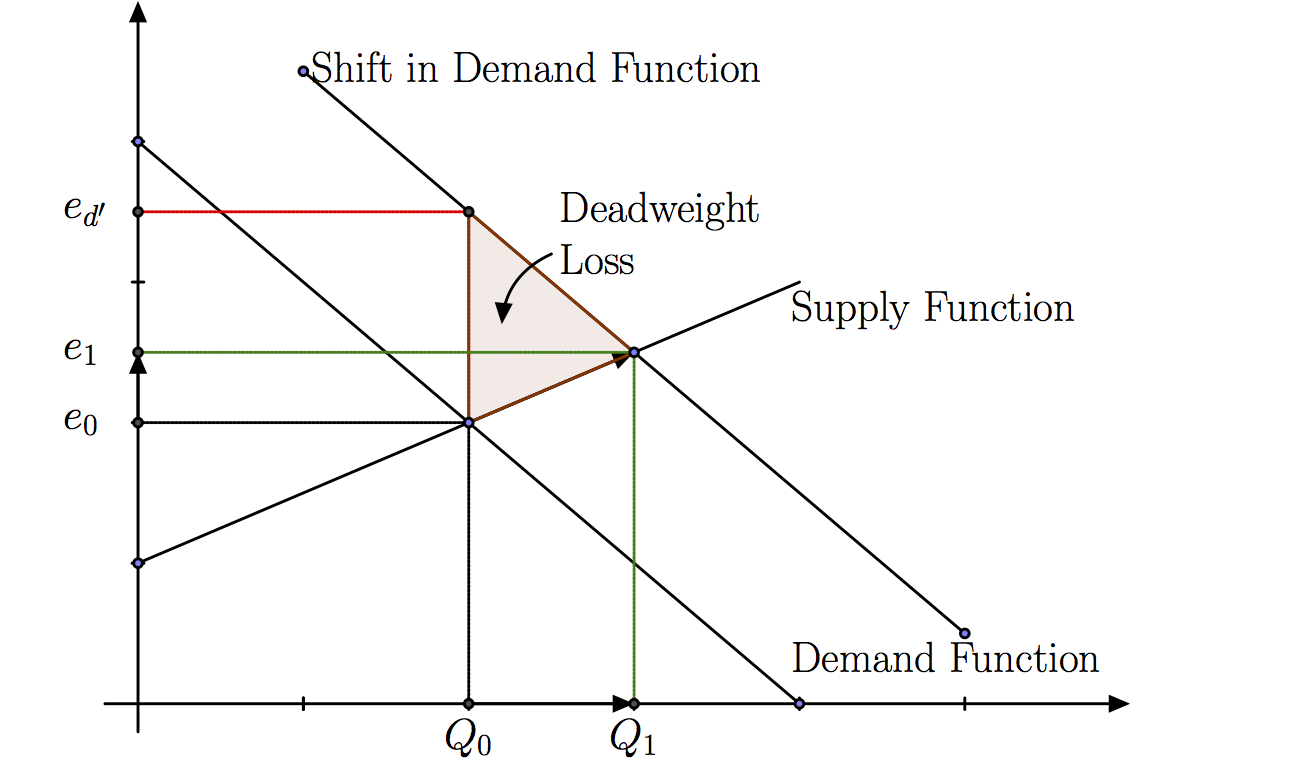 Shift in Demand Function
e_{d'}
Deadweight
Loss
Supply Function
e_1
e_0
Demand Function
Q_0
Q_1